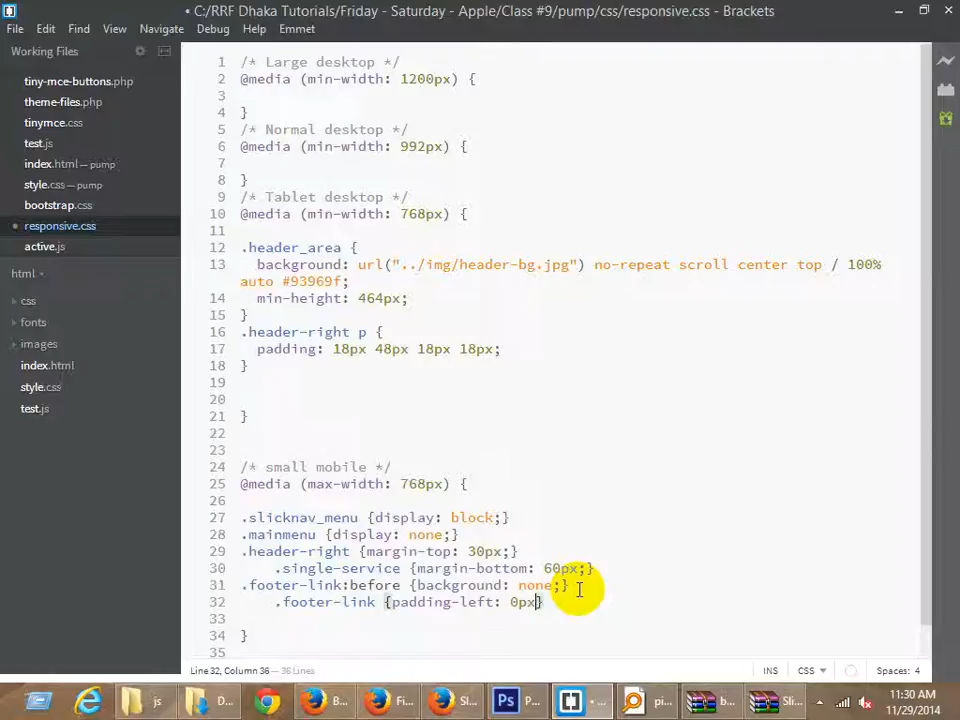 • C:/RRF Dhaka Tutorials/Friday - Saturday - Apple/Class #9/pump/css/responsive.css - Brackets
File Edit Find View Navigate Debug Help Emmet
Working Files
tiny-mce-buttons.php
theme-files.php
tinymce.css
test.js
index.html — pump
style.css — pump
bootstrap.css
responsive.css
active.js
html
css
fonts
images
index.html
style.css
test.js
1 /* Large desktop */
2 @media (min-width: 1200px) {
3
4 }
5 /* Normal desktop */
6 @media (min-width: 992px) {
7
8 }
9 /* Tablet desktop */
10 @media (min-width: 768px) {
11
12 .header_area {
13 background: url("../img/header-bg.jpg") no-repeat scroll center top / 100%
auto #93969f;
14 min-height: 464px;
15 }
16 .header-right p {
17 padding: 18px 48px 18px 18px;
18 }
19
20
21 }
22
23
24 /* small mobile */
25 @media (max-width: 768px) {
26
27 .slicknav_menu {display: block;}
28 .mainmenu {display: none;}
29 .header-right {margin-top: 30px;}
30 .single-service {margin-bottom: 60px;}
31 .footer-link:before {background: none;}
32 .footer-link {padding-left: 0px}
33
34 }
35
Line 32, Column 36 — 36 Lines
INS CSS Spaces: 4
js D... B... Fi... Sl... Ps P... pi... b... Sli...
11:30 AM
11/29/2014